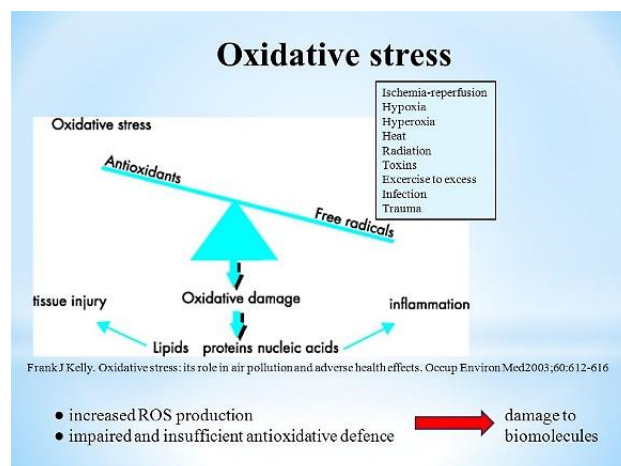 Oxidative stress
Ischemia-reperfusion
Hypoxia
Hyperoxia
Heat
Radiation
Toxins
Excercise to excess
Infection
Trauma
Oxidative stress
Antioxidants
Free radicals
Oxidative damage
tissue injury
inflammation
Lipids proteins nucleic acids
Frank J Kelly. Oxidative stress: its role in air pollution and adverse health effects. Occup Environ Med2003;60:612-616
● increased ROS production
● impaired and insufficient antioxidative defence
damage to
biomolecules